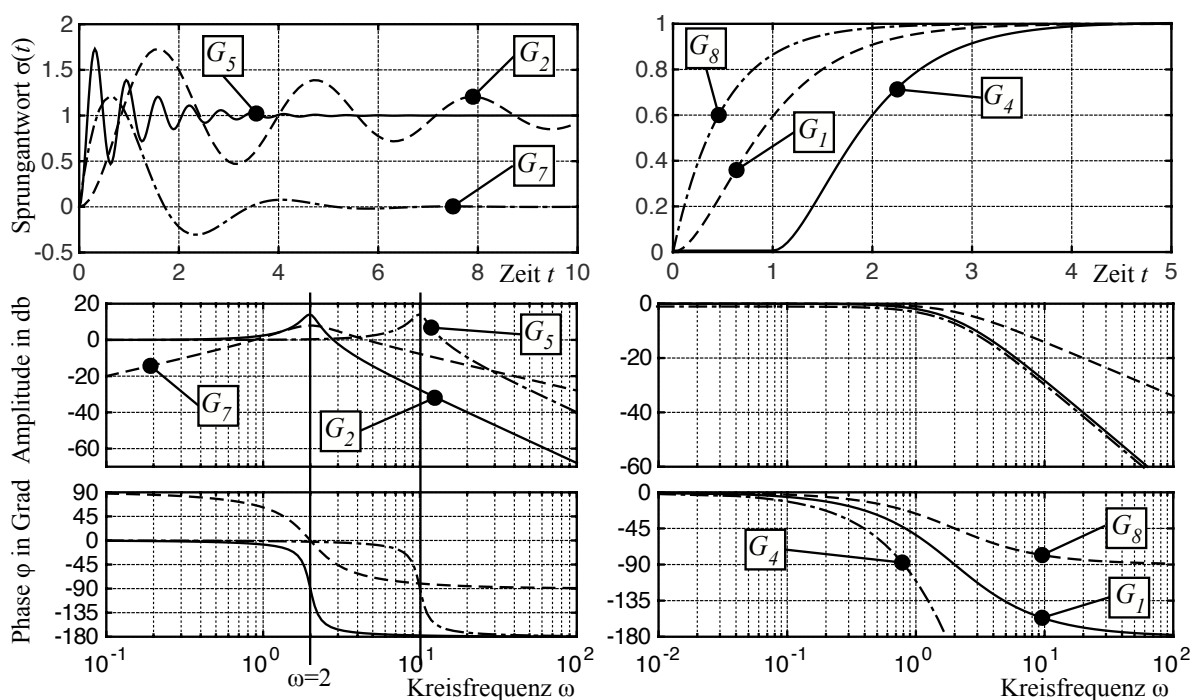 Sprungantwort σ(t)
2
1.5
1
0.5
0
-0.5
G5
G2
G7
0 2 4 6 8 10
Zeit t
1
0.8
0.6
0.4
0.2
0
G8
G1
G4
0 1 2 3 4 5
Zeit t
Amplitude in db
20
0
-20
-40
-60
G7
G2
G5
0
-20
-40
-60
Phase φ in Grad
90
45
0
-45
-90
-135
-180
10^-1 10^0 10^1 10^2
ω=2
Kreisfrequenz ω
0
-45
-90
-135
-180
G4
G8
G1
10^-2 10^-1 10^0 10^1 10^2
Kreisfrequenz ω